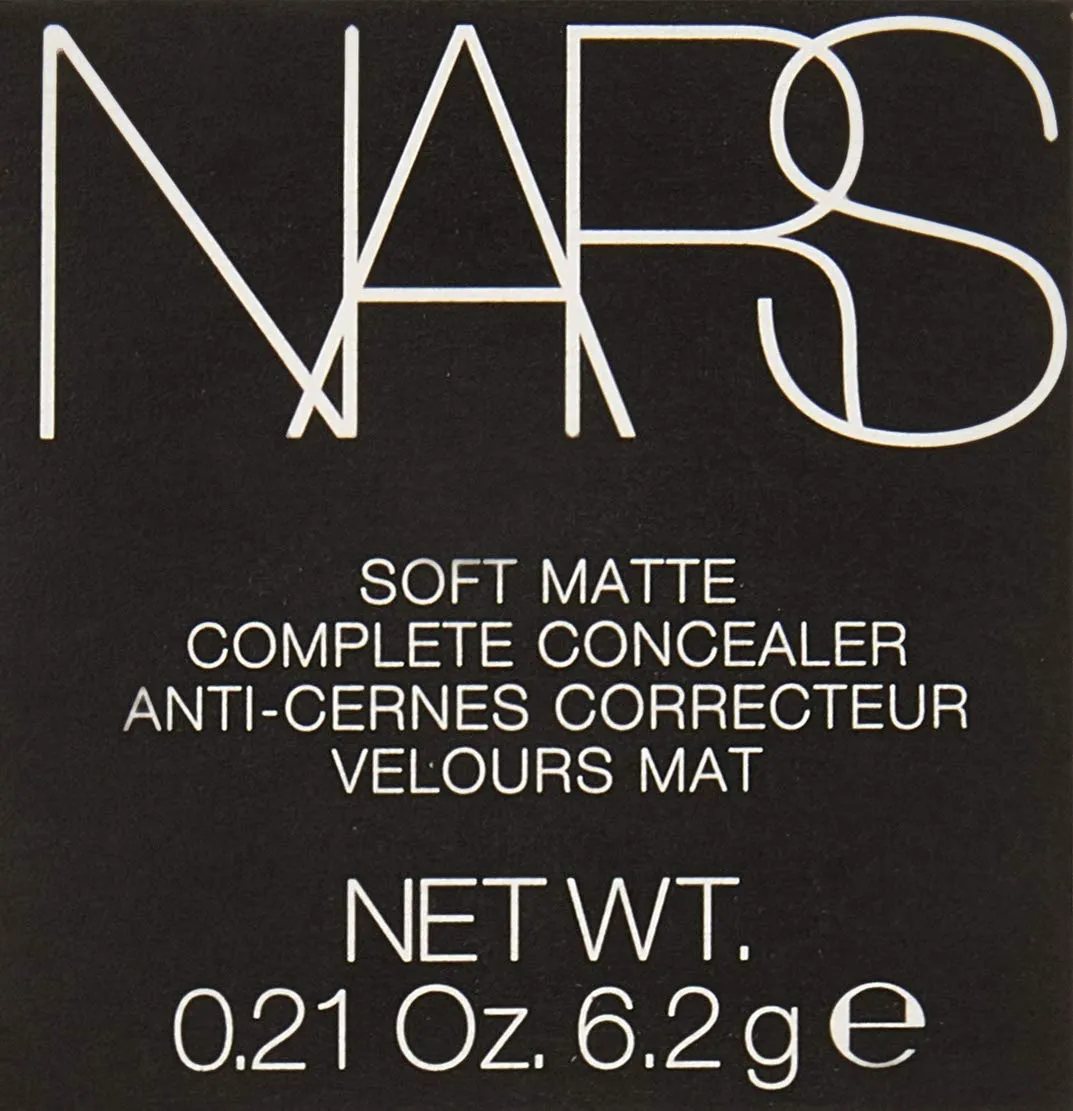 NARS
SOFT MATTE
COMPLETE CONCEALER
ANTI-CERNES CORRECTEUR
VELOURS MAT
NET WT.
0.21 Oz. 6.2 g ℮